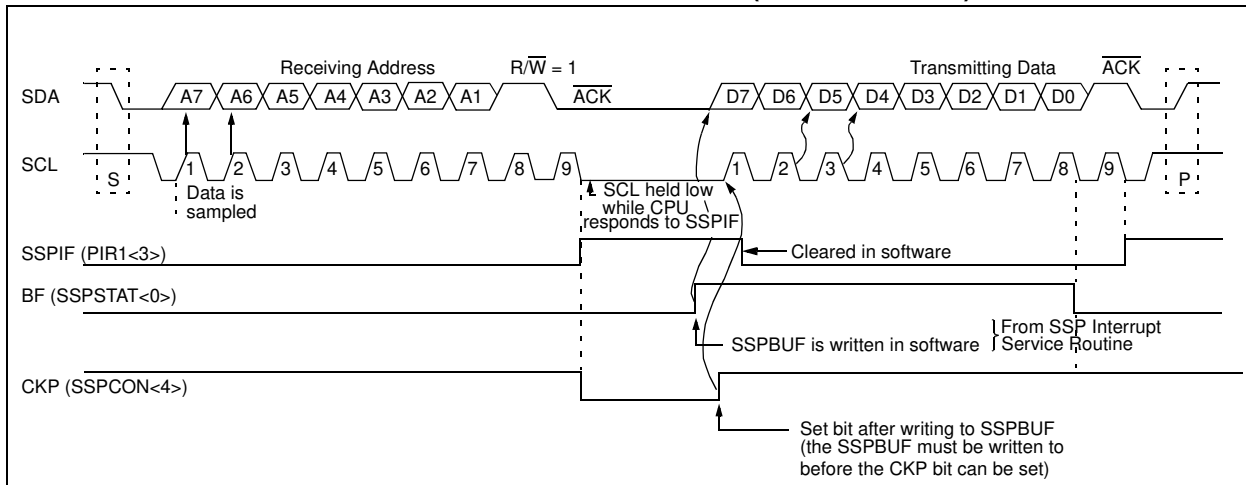 Receiving Address R/W = 1 Transmitting Data ACK
SDA A7 A6 A5 A4 A3 A2 A1 ACK D7 D6 D5 D4 D3 D2 D1 D0
SCL S 1 2 3 4 5 6 7 8 9 1 2 3 4 5 6 7 8 9 P
Data is
sampled
SCL held low
while CPU
responds to SSPIF
SSPIF (PIR1<3>)
Cleared in software
BF (SSPSTAT<0>)
SSPBUF is written in software
From SSP Interrupt
Service Routine
CKP (SSPCON<4>)
Set bit after writing to SSPBUF
(the SSPBUF must be written to
before the CKP bit can be set)